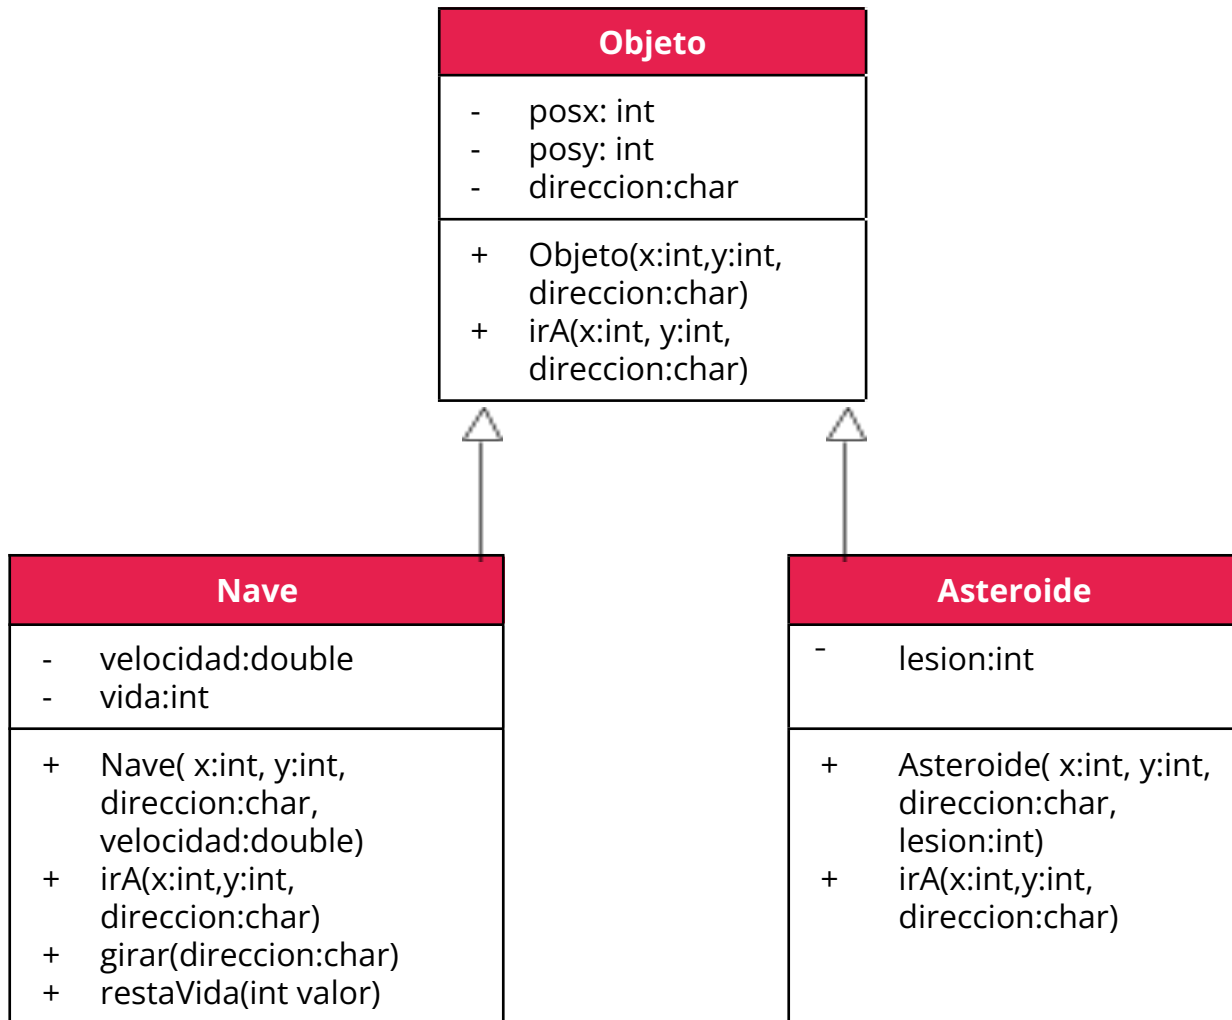 Objeto
- posx: int
- posy: int
- direccion:char
+ Objeto(x:int,y:int,
direccion:char)
+ irA(x:int, y:int,
direccion:char)
Nave
- velocidad:double
- vida:int
+ Nave( x:int, y:int,
direccion:char,
velocidad:double)
+ irA(x:int,y:int,
direccion:char)
+ girar(direccion:char)
+ restaVida(int valor)
Asteroide
- lesion:int
+ Asteroide( x:int, y:int,
direccion:char,
lesion:int)
+ irA(x:int,y:int,
direccion:char)